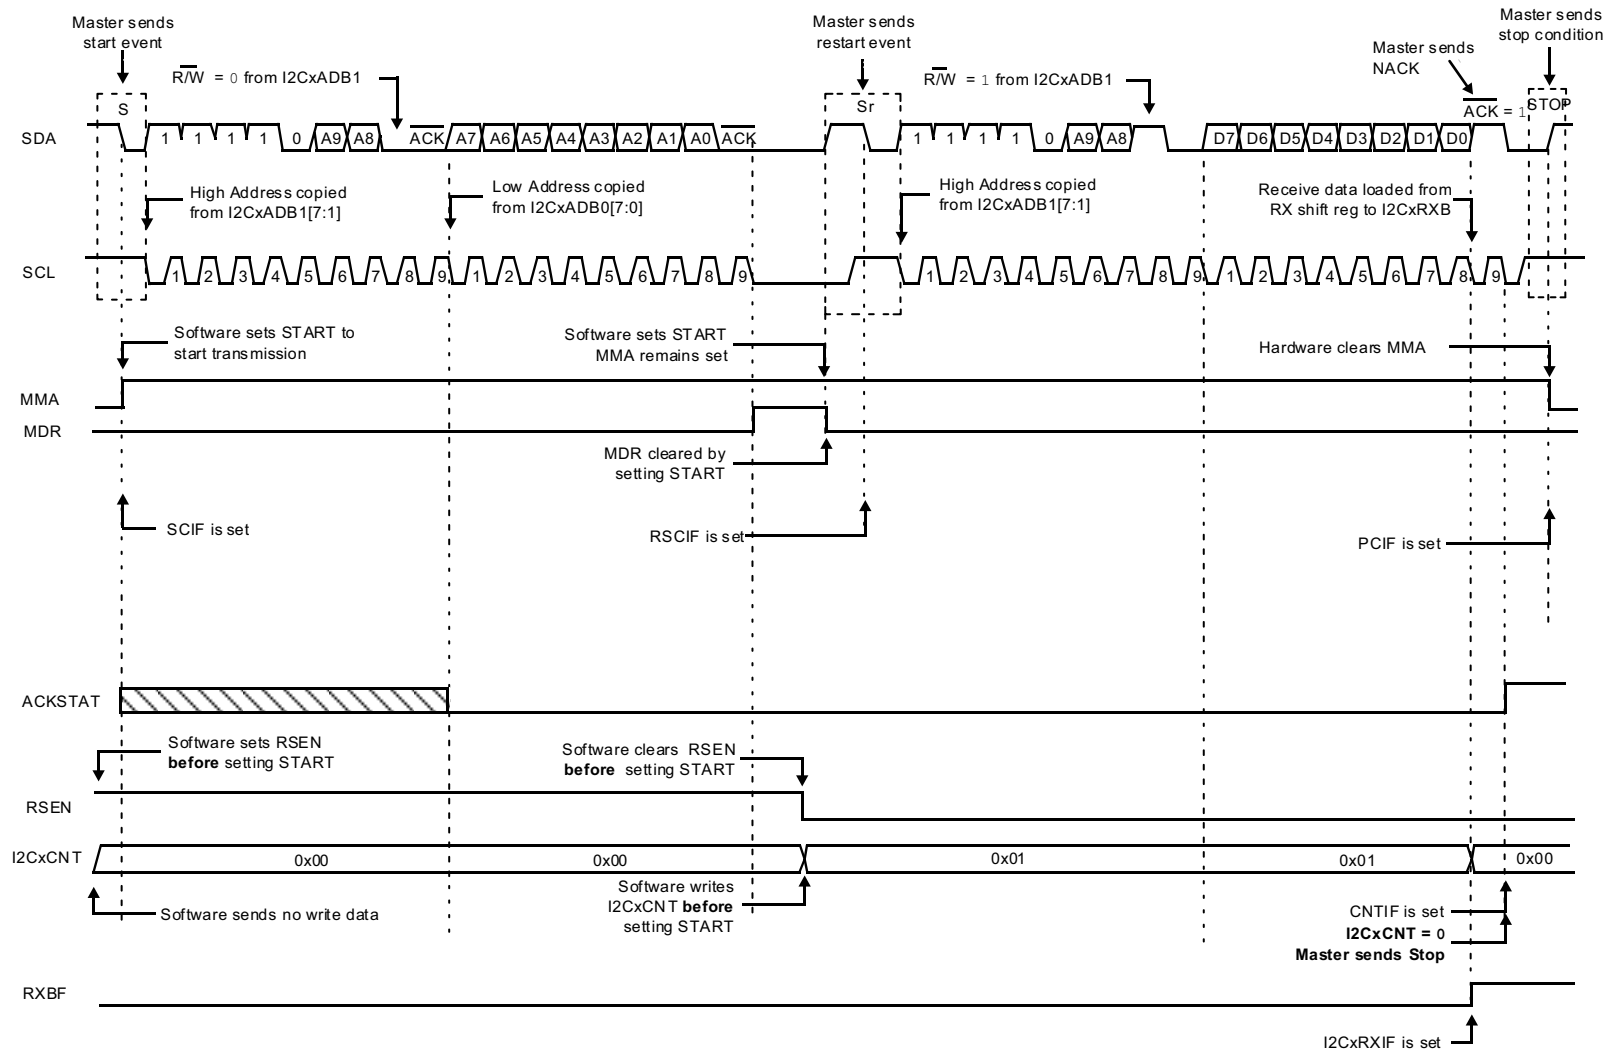 Master sends
start event
Master sends
restart event
Master sends
stop condition
Master sends
NACK
R/W = 0 from I2CxADB1
R/W = 1 from I2CxADB1
S
Sr
ACK = 1
STOP
SDA
1 1 1 1 0 A9 A8 ACK A7 A6 A5 A4 A3 A2 A1 A0 ACK
1 1 1 1 0 A9 A8 D7 D6 D5 D4 D3 D2 D1 D0
High Address copied
from I2CxADB1[7:1]
Low Address copied
from I2CxADB0[7:0]
High Address copied
from I2CxADB1[7:1]
Receive data loaded from
RX shift reg to I2CxRXB
SCL
1 2 3 4 5 6 7 8 9 1 2 3 4 5 6 7 8 9
1 2 3 4 5 6 7 8 9 1 2 3 4 5 6 7 8 9
Software sets START to
start transmission
Software sets START
MMA remains set
Hardware clears MMA
MMA
MDR
MDR cleared by
setting START
SCIF is set
RSCIF is set
PCIF is set
ACKSTAT
Software sets RSEN
before setting START
Software clears RSEN
before setting START
RSEN
I2CxCNT
0x00
0x00
0x01
0x01
0x00
Software sends no write data
Software writes
I2CxCNT before
setting START
CNTIF is set
I2CxCNT = 0
Master sends Stop
RXBF
I2CxRXIF is set